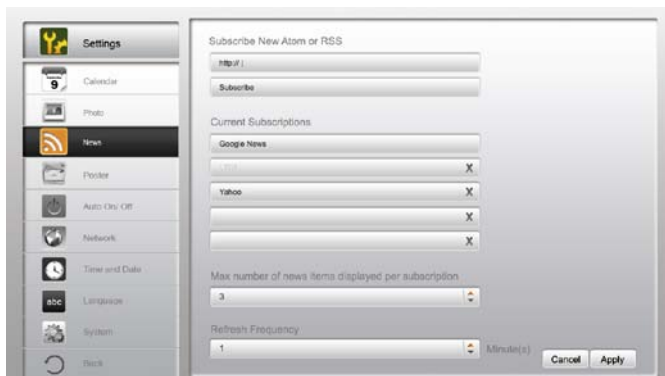 Settings
9
Calendar
Photo
News
Poster
Auto On/ Off
Network
Time and Date
abc
Language
System
Back
Subscribe New Atom or RSS
http:// |
Subscribe
Current Subscriptions
Google News
X
Yahoo X
X
X
Max number of news items displayed per subscription
3
Refresh Frequency
1 Minute(s)
Cancel Apply